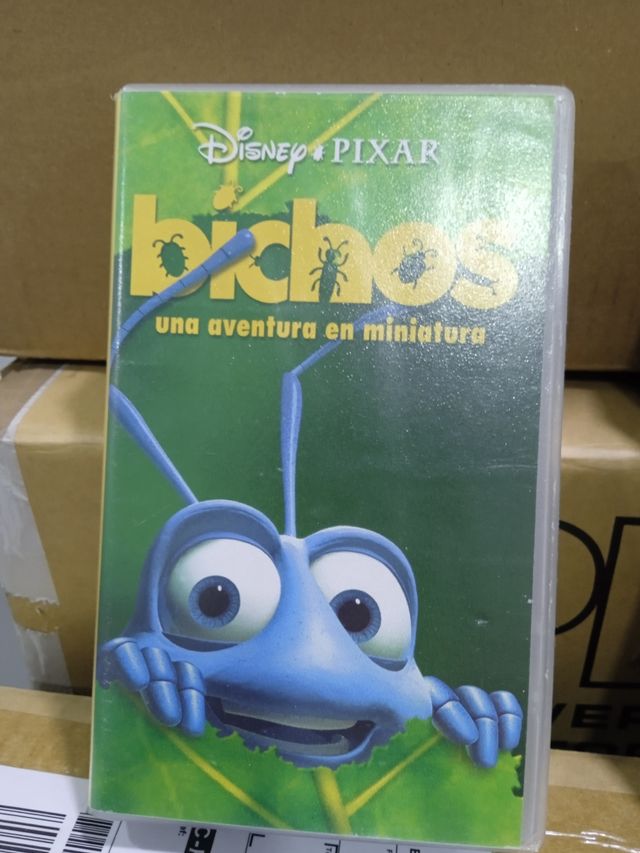 Disney PIXAR
bichos
una aventura en miniatura